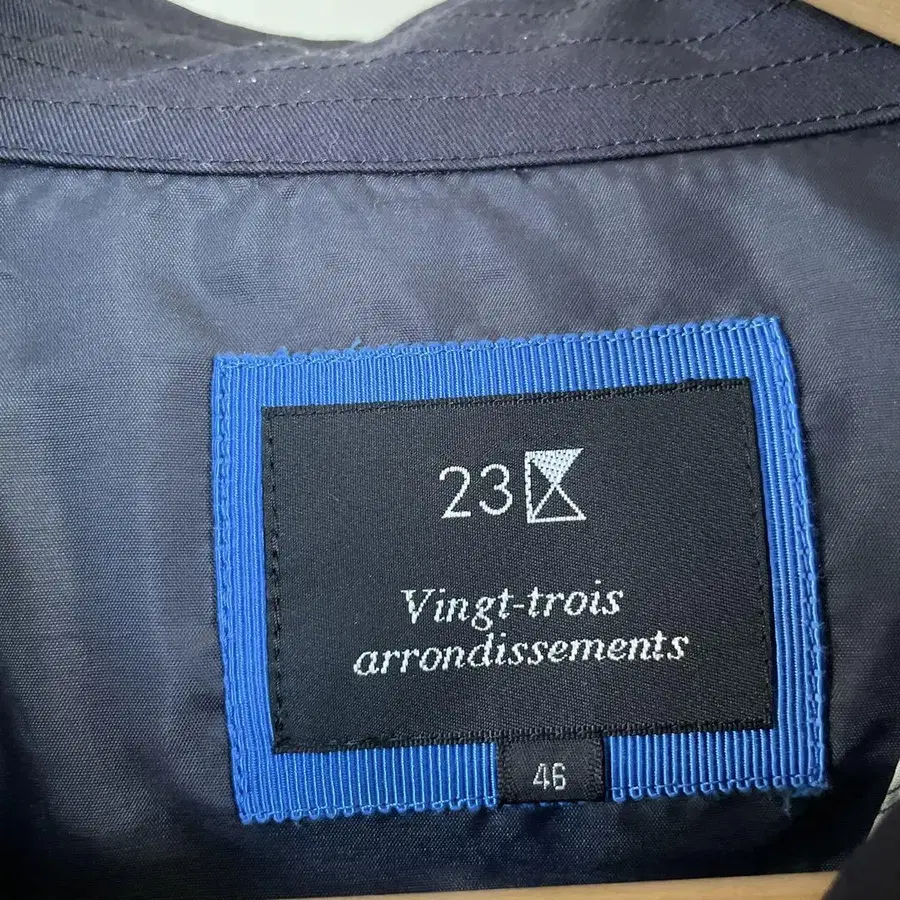 23
Vingt-trois
arrondissements
46